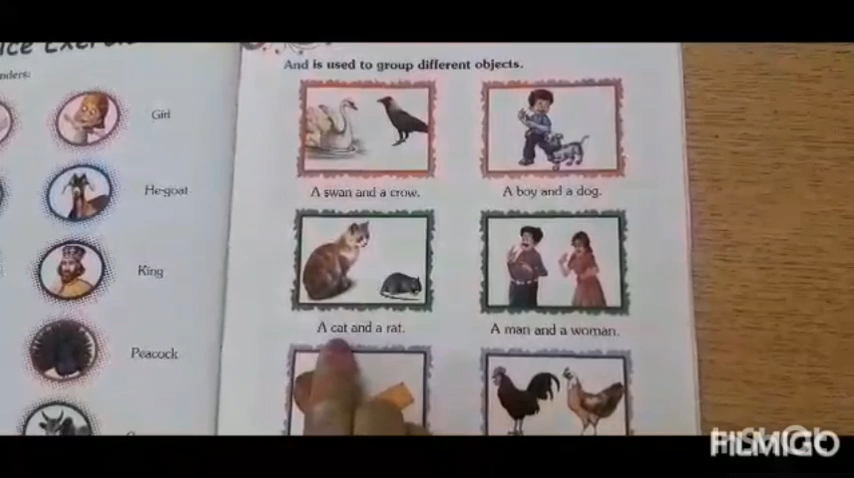 nders:
Girl
He-goat
King
Peacock
And is used to group different objects.
A swan and a crow.
A boy and a dog.
A cat and a rat.
A man and a woman.
FILMIGO